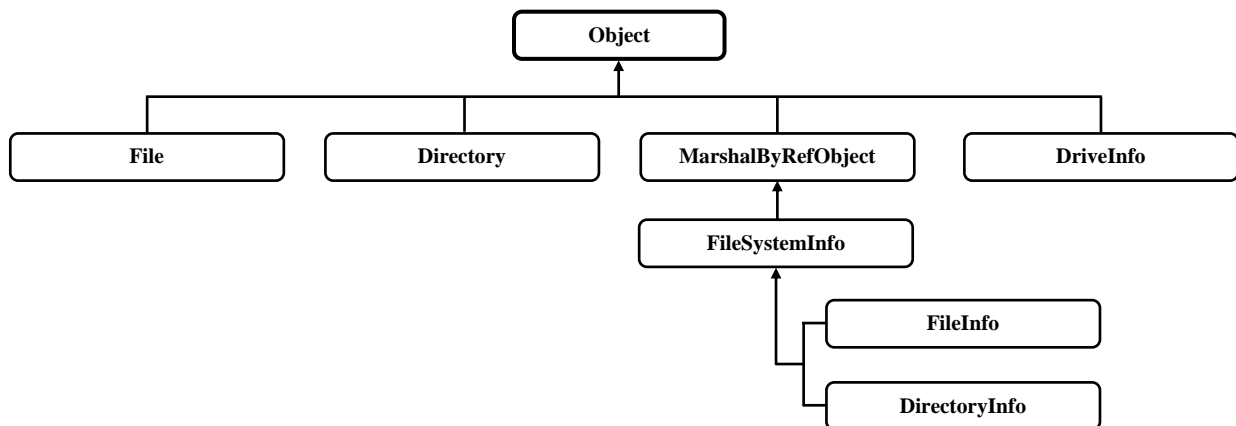 Object
File
Directory
MarshalByRefObject
DriveInfo
FileSystemInfo
FileInfo
DirectoryInfo